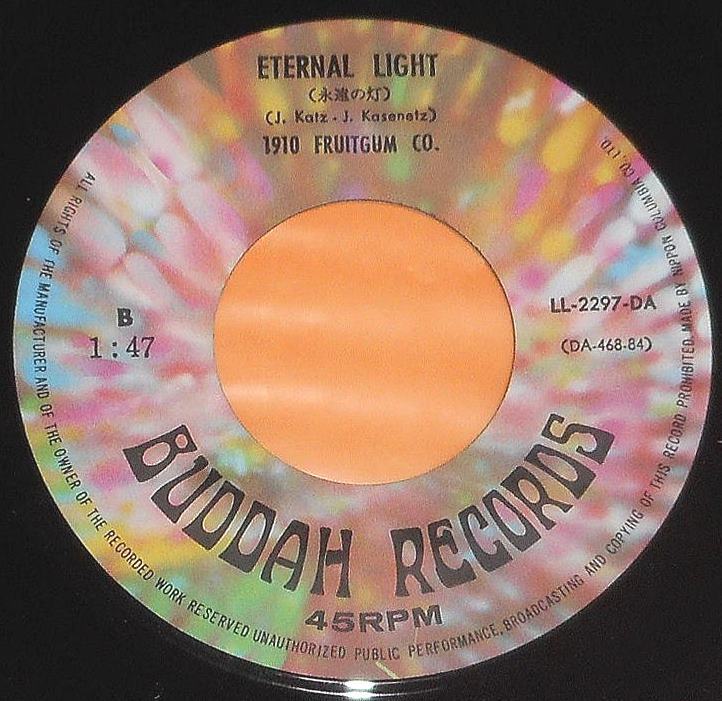 ETERNAL LIGHT
(永遠の灯)
(J. Katz - J. Kasenetz)
1910 FRUITGUM CO.
B
1:47
LL-2297-DA
(DA-468-84)
BUDDAH RECORDS
45RPM
ALL RIGHTS OF THE MANUFACTURER AND OF THE OWNER OF THE RECORDED WORK RESERVED UNAUTHORIZED PUBLIC PERFORMANCE, BROADCASTING AND COPYING OF THIS RECORD PROHIBITED MADE BY NIPPON COLUMBIA CO., LTD.